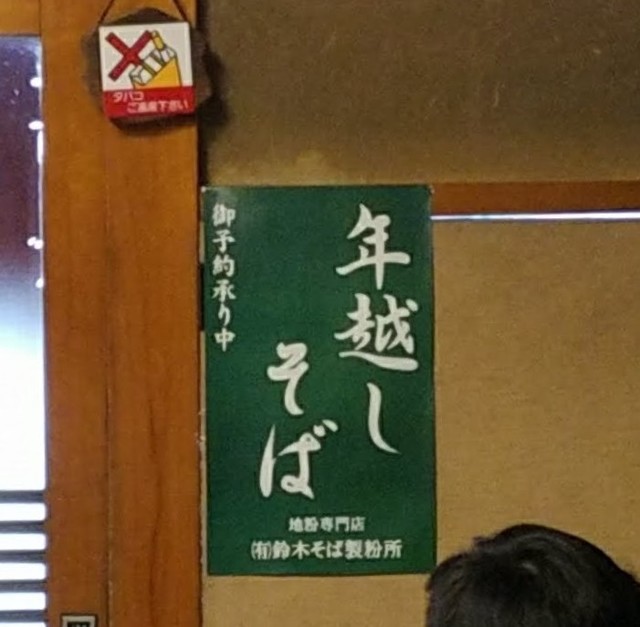 タバコ
ご遠慮下さい
年越し
そば
御予約承り中
地粉専門店
(有)鈴木そば製粉所